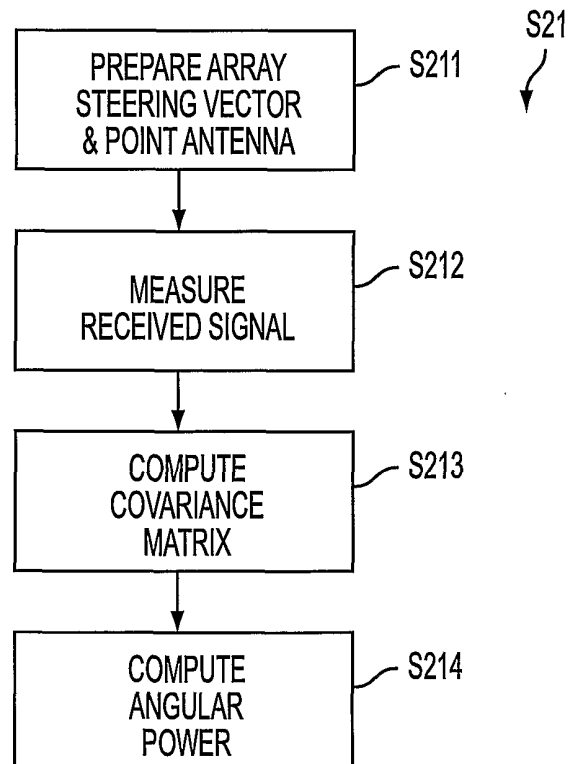 S21
PREPARE ARRAY
STEERING VECTOR
& POINT ANTENNA
S211
MEASURE
RECEIVED SIGNAL
S212
COMPUTE
COVARIANCE
MATRIX
S213
COMPUTE
ANGULAR
POWER
S214